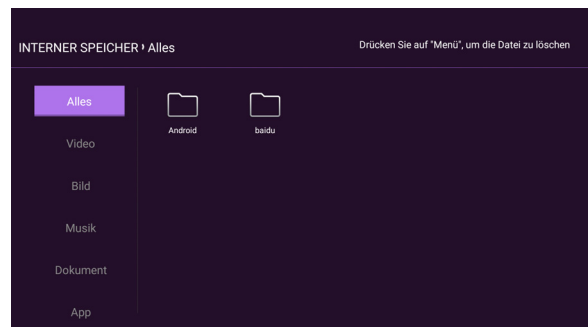 INTERNER SPEICHER › Alles
Drücken Sie auf "Menü", um die Datei zu löschen
Alles
Android
baidu
Video
Bild
Musik
Dokument
App